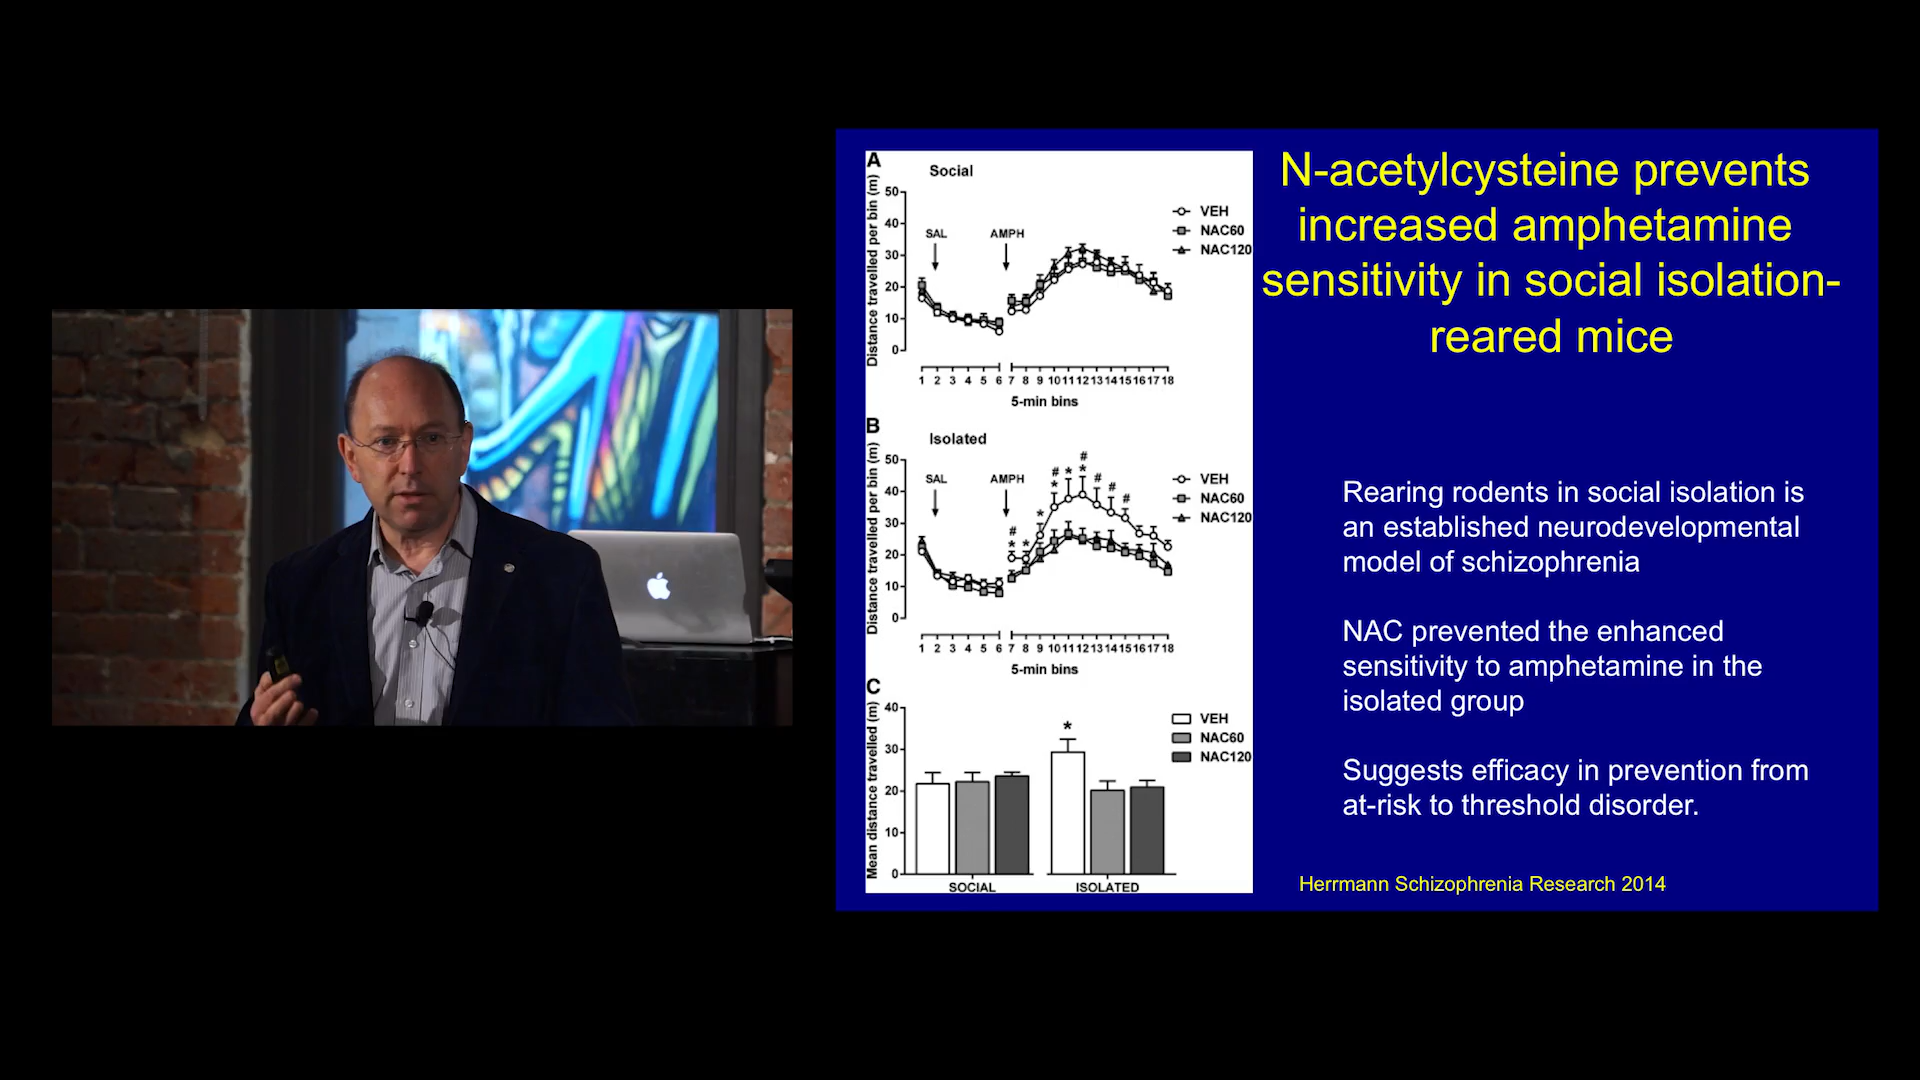 N-acetylcysteine prevents
increased amphetamine
sensitivity in social isolation-
reared mice
A
Social
Distance travelled per bin (m)
50
40
30
20
10
0
SAL
AMPH
VEH
NAC60
NAC120
1 2 3 4 5 6 7 8 9 10 11 12 13 14 15 16 17 18
5-min bins
B
Isolated
Distance travelled per bin (m)
50
40
30
20
10
0
SAL
AMPH
# * * # * # * # * * # # #
VEH
NAC60
NAC120
1 2 3 4 5 6 7 8 9 10 11 12 13 14 15 16 17 18
5-min bins
C
Mean distance travelled (m)
40
30
20
10
0
*
VEH
NAC60
NAC120
SOCIAL
ISOLATED
Rearing rodents in social isolation is
an established neurodevelopmental
model of schizophrenia
NAC prevented the enhanced
sensitivity to amphetamine in the
isolated group
Suggests efficacy in prevention from
at-risk to threshold disorder.
Herrmann Schizophrenia Research 2014